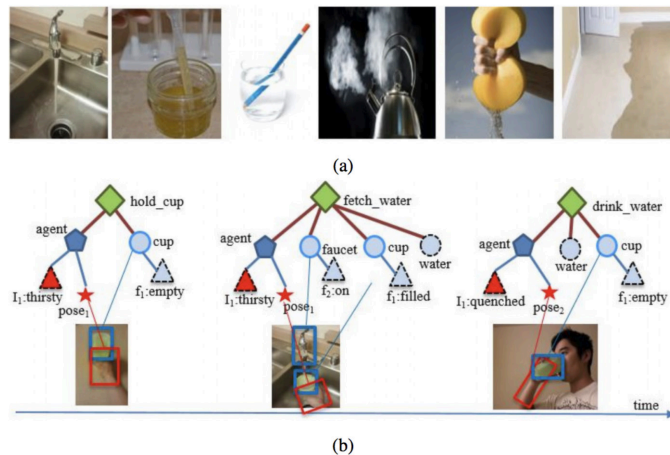 (a)
hold_cup
fetch_water
drink_water
agent
cup
agent
faucet
cup
water
agent
water
cup
I₁:thirsty
pose₁
f₁:empty
I₁:thirsty
pose₁
f₂:on
f₁:filled
I₁:quenched
pose₂
f₁:empty
time
(b)